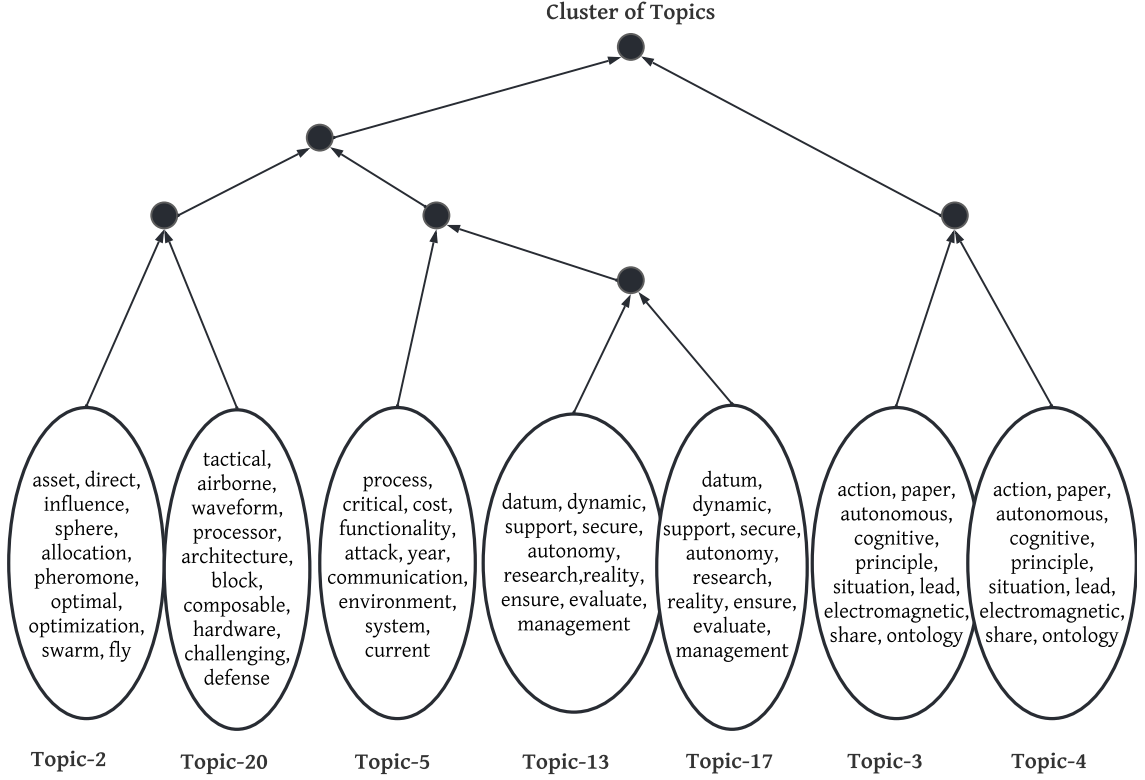 Cluster of Topics
asset, direct,
influence,
sphere,
allocation,
pheromone,
optimal,
optimization,
swarm, fly
tactical,
airborne,
waveform,
processor,
architecture,
block,
composable,
hardware,
challenging,
defense
process,
critical, cost,
functionality,
attack, year,
communication,
environment,
system,
current
datum, dynamic,
support, secure,
autonomy,
research,reality,
ensure, evaluate,
management
datum,
dynamic,
support, secure,
autonomy,
research,
reality, ensure,
evaluate,
management
action, paper,
autonomous,
cognitive,
principle,
situation, lead,
electromagnetic,
share, ontology
action, paper,
autonomous,
cognitive,
principle,
situation, lead,
electromagnetic,
share, ontology
Topic-2
Topic-20
Topic-5
Topic-13
Topic-17
Topic-3
Topic-4